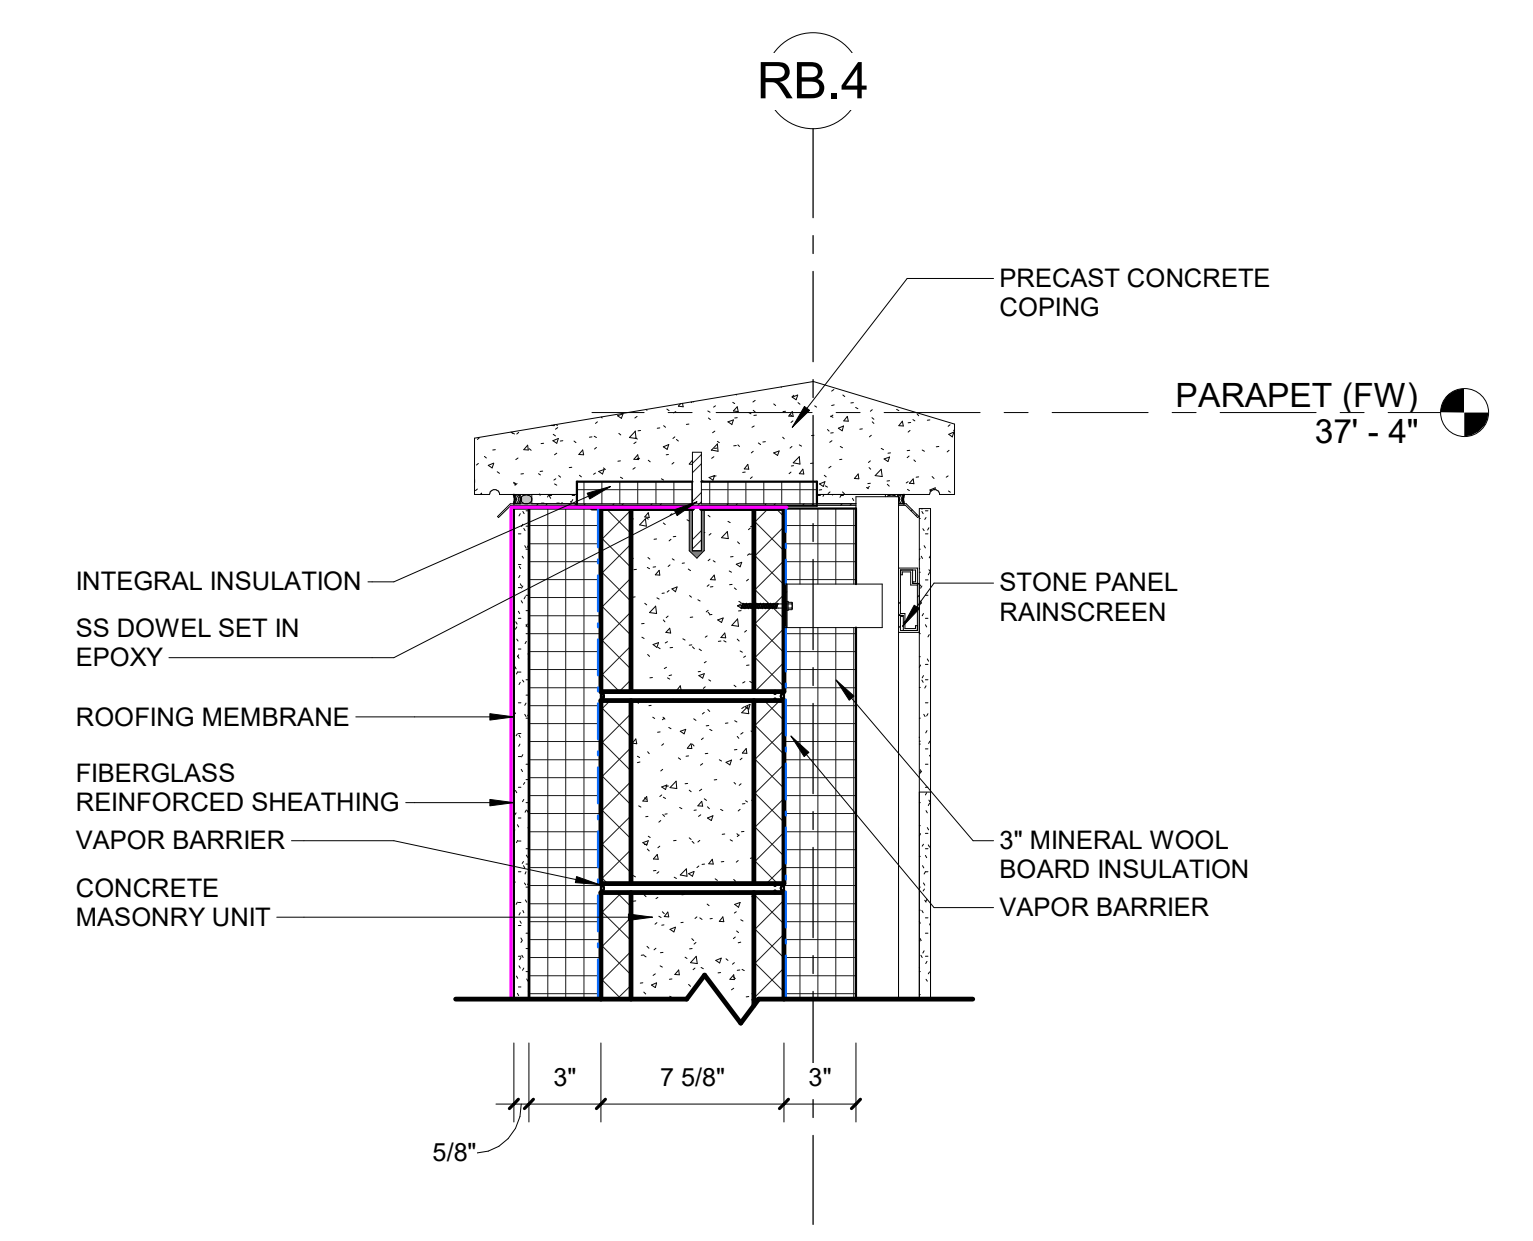 RB.4
PRECAST CONCRETE
COPING
PARAPET (FW)
37' - 4"
INTEGRAL INSULATION
SS DOWEL SET IN
EPOXY
ROOFING MEMBRANE
FIBERGLASS
REINFORCED SHEATHING
VAPOR BARRIER
CONCRETE
MASONRY UNIT
STONE PANEL
RAINSCREEN
3" MINERAL WOOL
BOARD INSULATION
VAPOR BARRIER
3"
7 5/8"
3"
5/8"